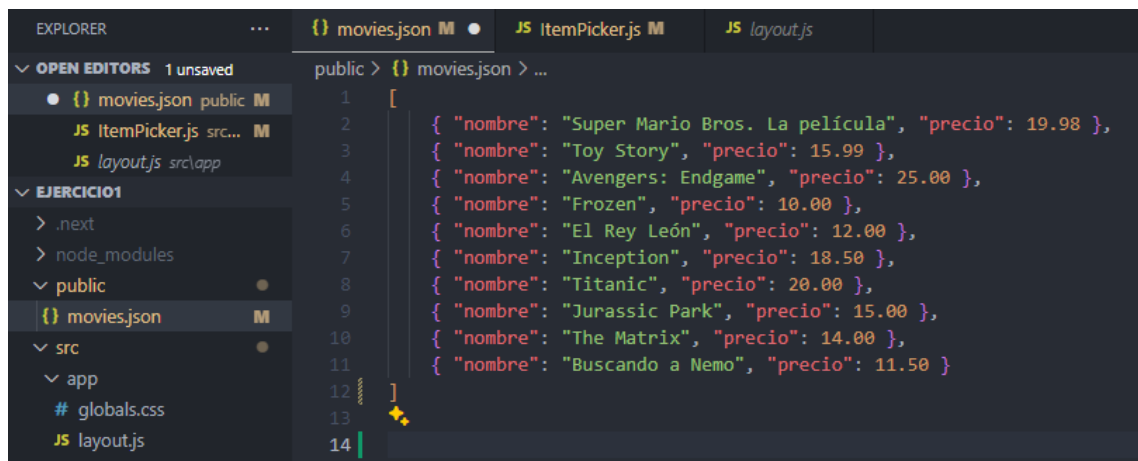 EXPLORER ...
OPEN EDITORS 1 unsaved
{} movies.json public M
JS ItemPicker.js src... M
JS layout.js src\app
EJERCICIO1
.next
node_modules
public
{} movies.json M
src
app
# globals.css
JS layout.js
{} movies.json M JS ItemPicker.js M JS layout.js
public > {} movies.json > ...
1 [
2 { "nombre": "Super Mario Bros. La película", "precio": 19.98 },
3 { "nombre": "Toy Story", "precio": 15.99 },
4 { "nombre": "Avengers: Endgame", "precio": 25.00 },
5 { "nombre": "Frozen", "precio": 10.00 },
6 { "nombre": "El Rey León", "precio": 12.00 },
7 { "nombre": "Inception", "precio": 18.50 },
8 { "nombre": "Titanic", "precio": 20.00 },
9 { "nombre": "Jurassic Park", "precio": 15.00 },
10 { "nombre": "The Matrix", "precio": 14.00 },
11 { "nombre": "Buscando a Nemo", "precio": 11.50 }
12 ]
13
14